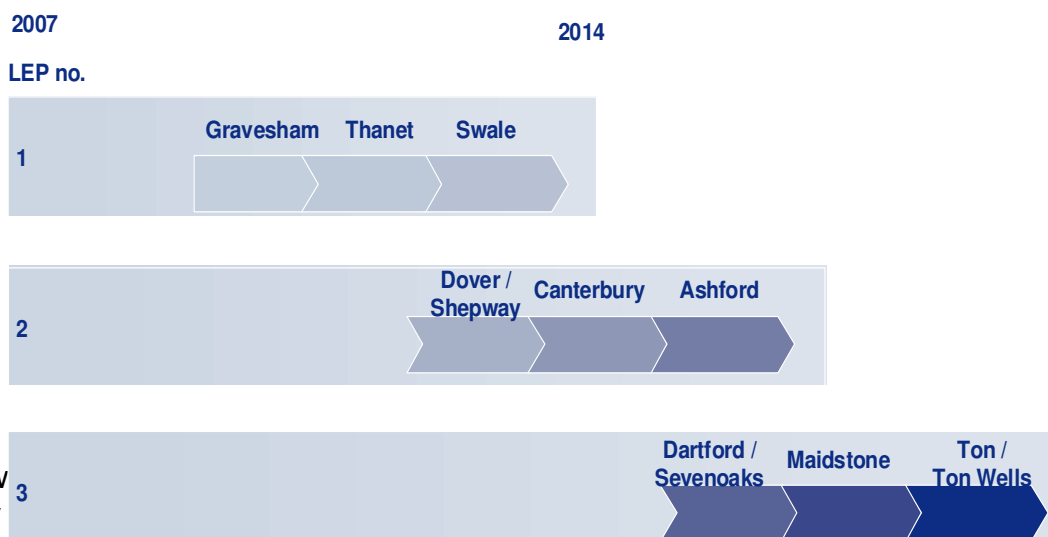 2007
2014
LEP no.
Gravesham Thanet Swale
1
Dover /
Shepway
Canterbury
Ashford
2
Dartford /
Sevenoaks
Maidstone
Ton /
Ton Wells
3